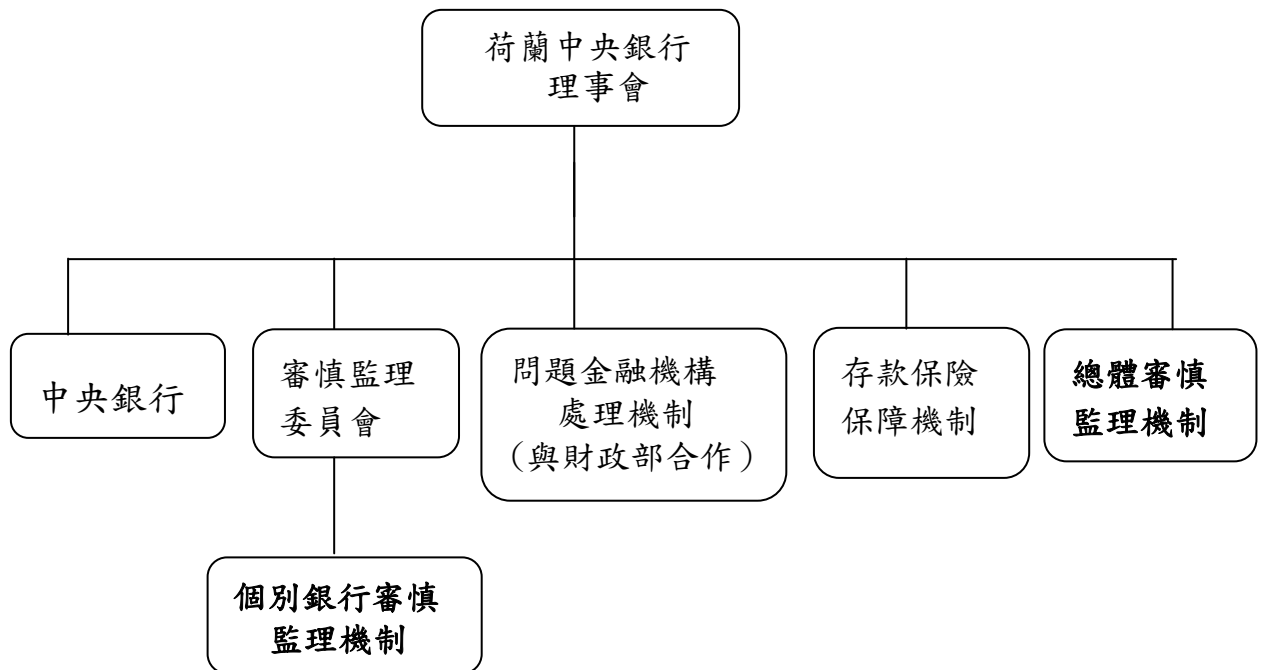 荷蘭中央銀行
理事會
中央銀行
審慎監理
委員會
問題金融機構
處理機制
（與財政部合作）
存款保險
保障機制
總體審慎
監理機制
個別銀行審慎
監理機制